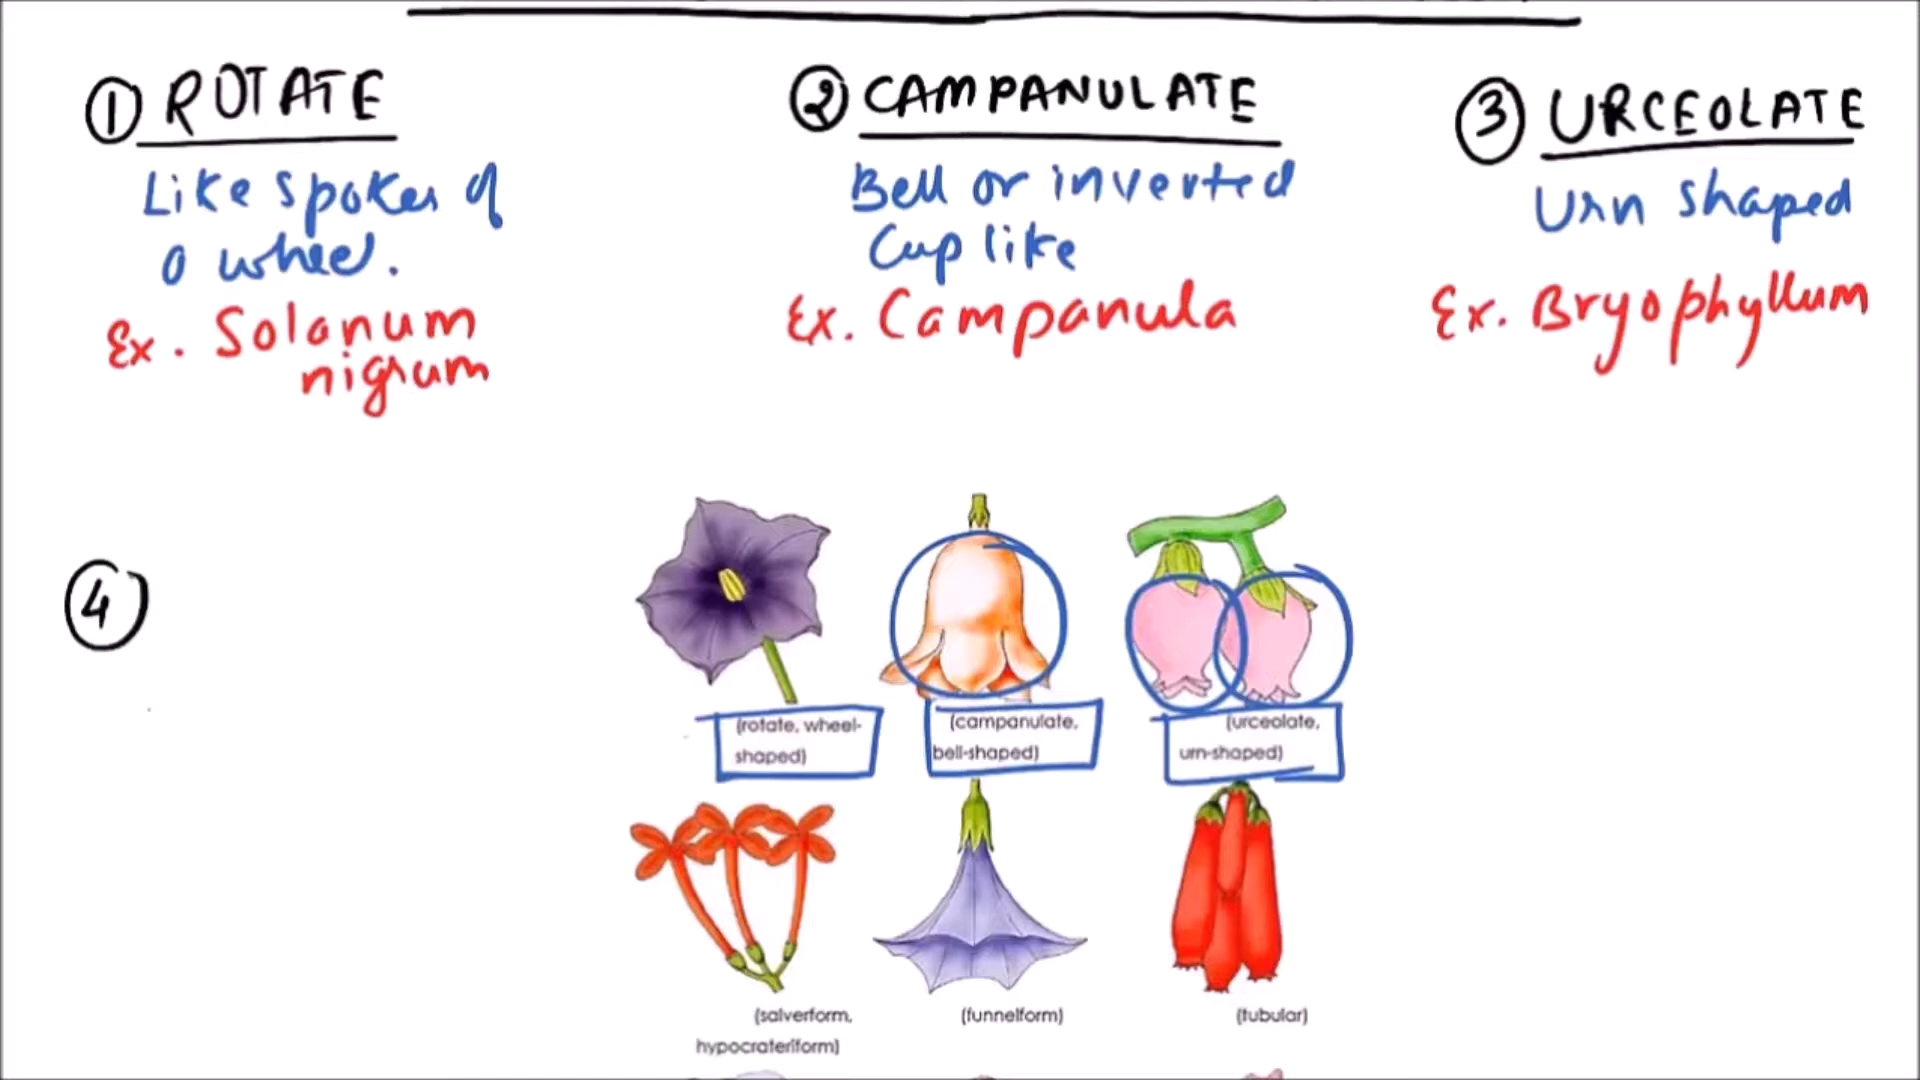 ① ROTATE
Like spokes of
a wheel.
Ex. Solanum
nigrum
② CAMPANULATE
Bell or inverted
Cup like
Ex. Campanula
③ URCEOLATE
Urn shaped
Ex. Bryophyllum
④
(rotate, wheel-
shaped)
(campanulate,
bell-shaped)
(urceolate,
urn-shaped)
(salverform,
hypocrateriform)
(funnelform)
(tubular)